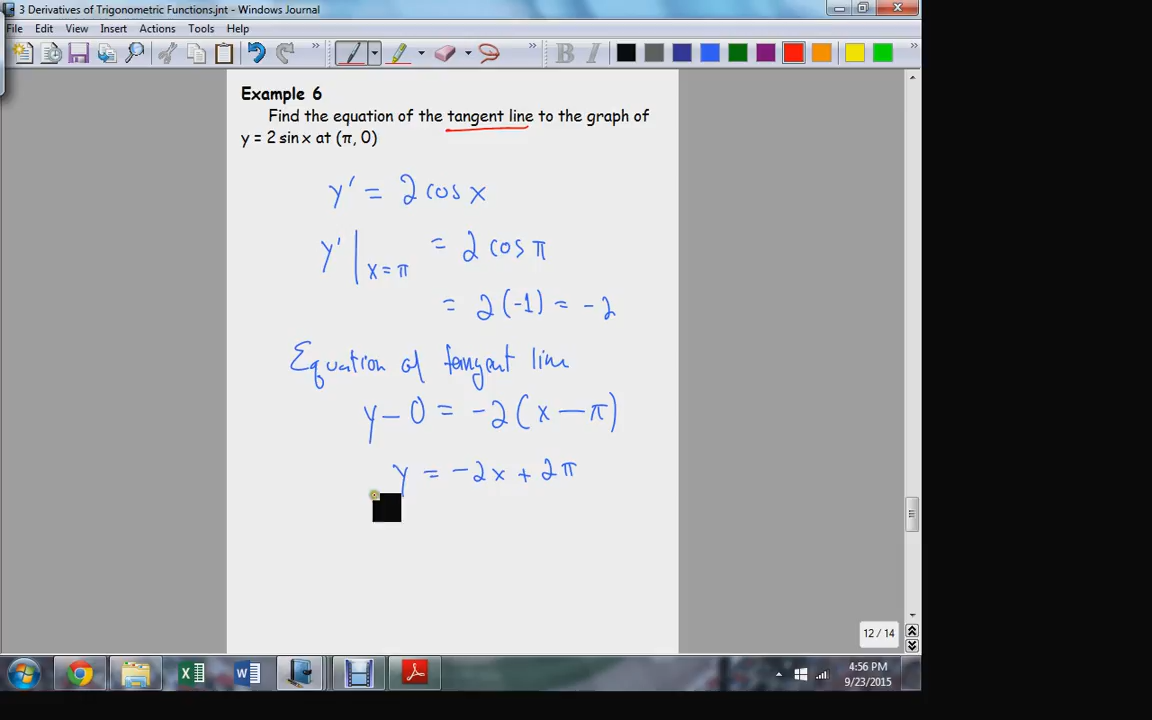 3 Derivatives of Trigonometric Functions.jnt - Windows Journal
File Edit View Insert Actions Tools Help
B I
Example 6
Find the equation of the tangent line to the graph of
y = 2 sin x at (π, 0)
y' = 2 cos x
y' | x = π = 2 cos π
= 2(-1) = -2
Equation of tangent line
y - 0 = -2(x - π)
y = -2x + 2π
12 / 14
4:56 PM
9/23/2015